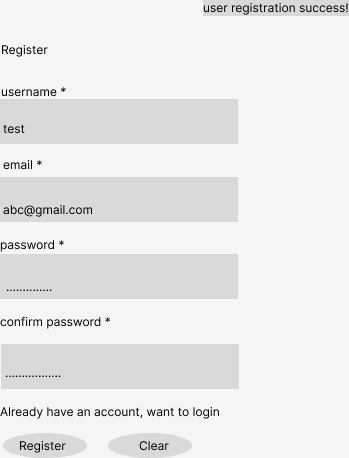 user registration success!
Register
username *
test
email *
abc@gmail.com
password *
..............
confirm password *
.................
Already have an account, want to login
Register
Clear